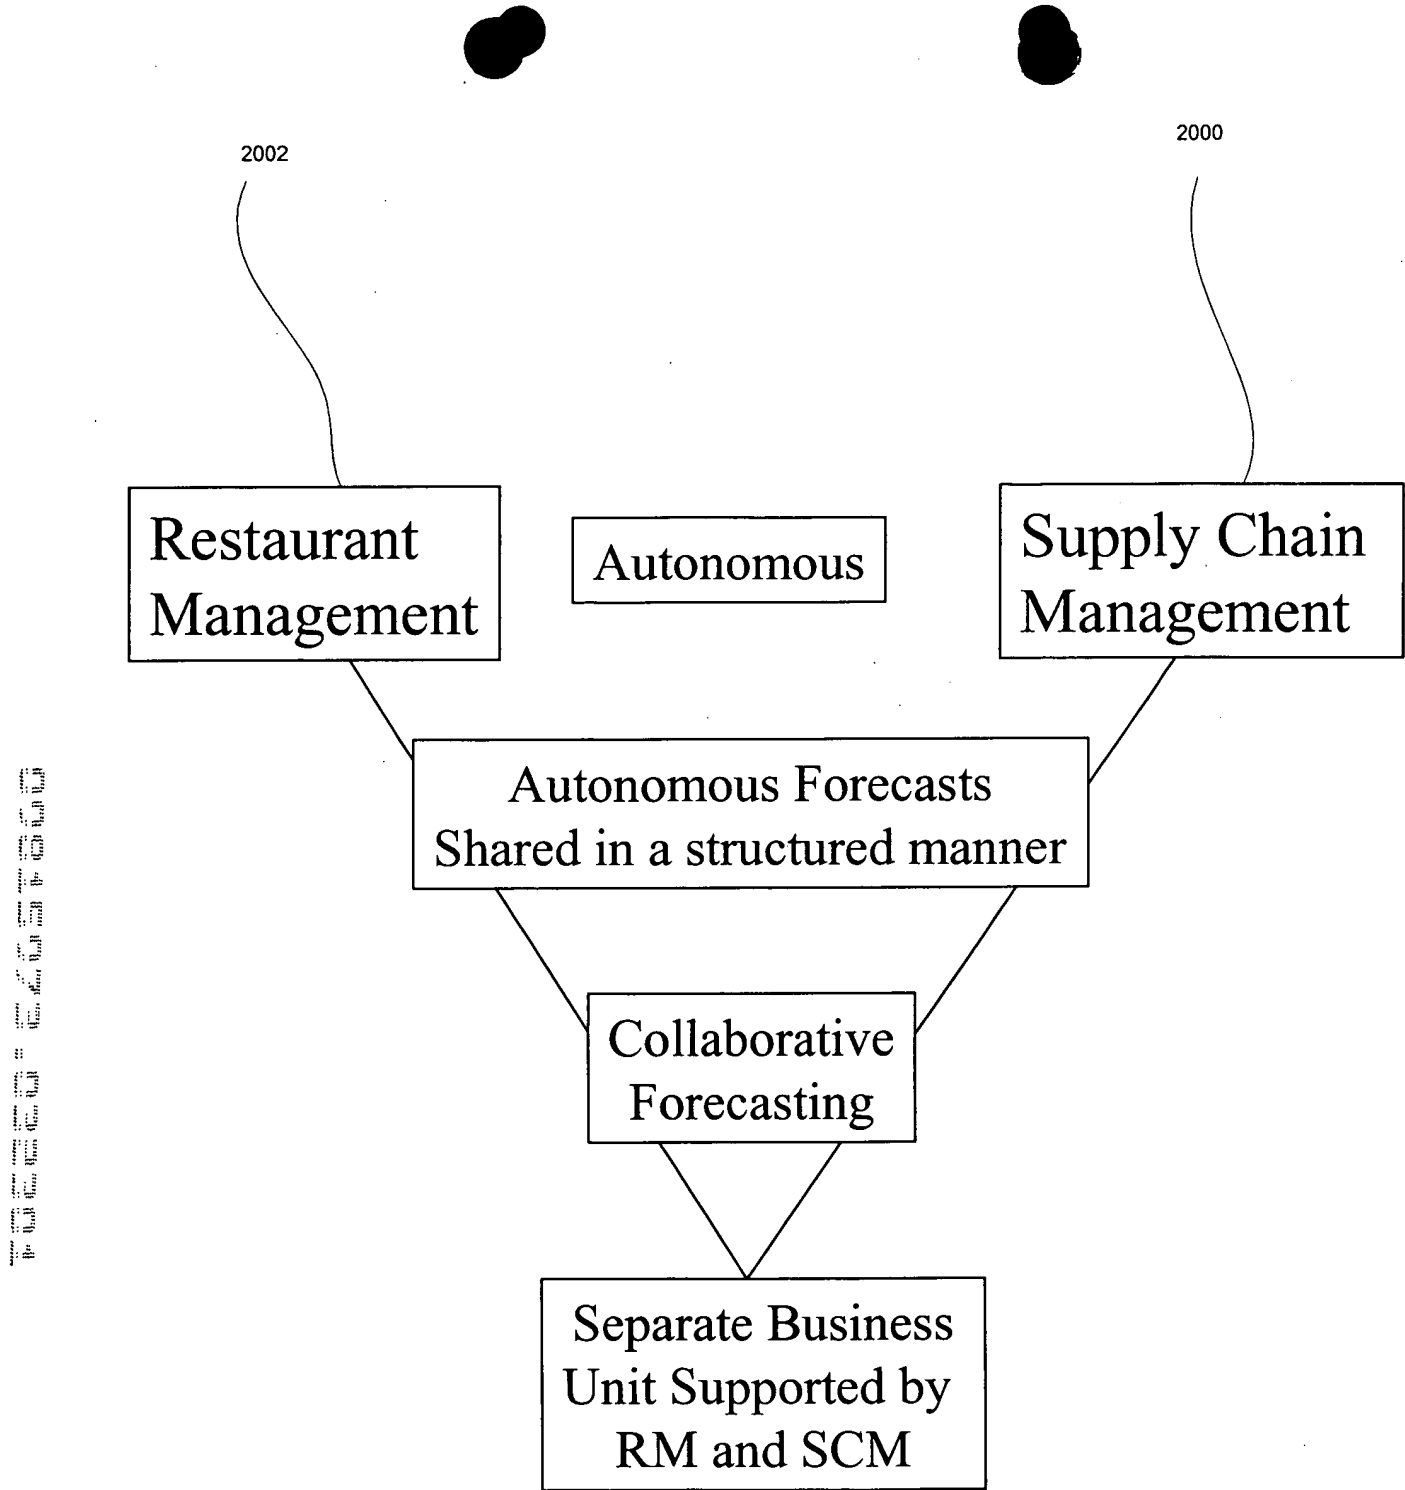 2002
2000
Restaurant
Management
Autonomous
Supply Chain
Management
Autonomous Forecasts
Shared in a structured manner
Collaborative
Forecasting
Separate Business
Unit Supported by
RM and SCM